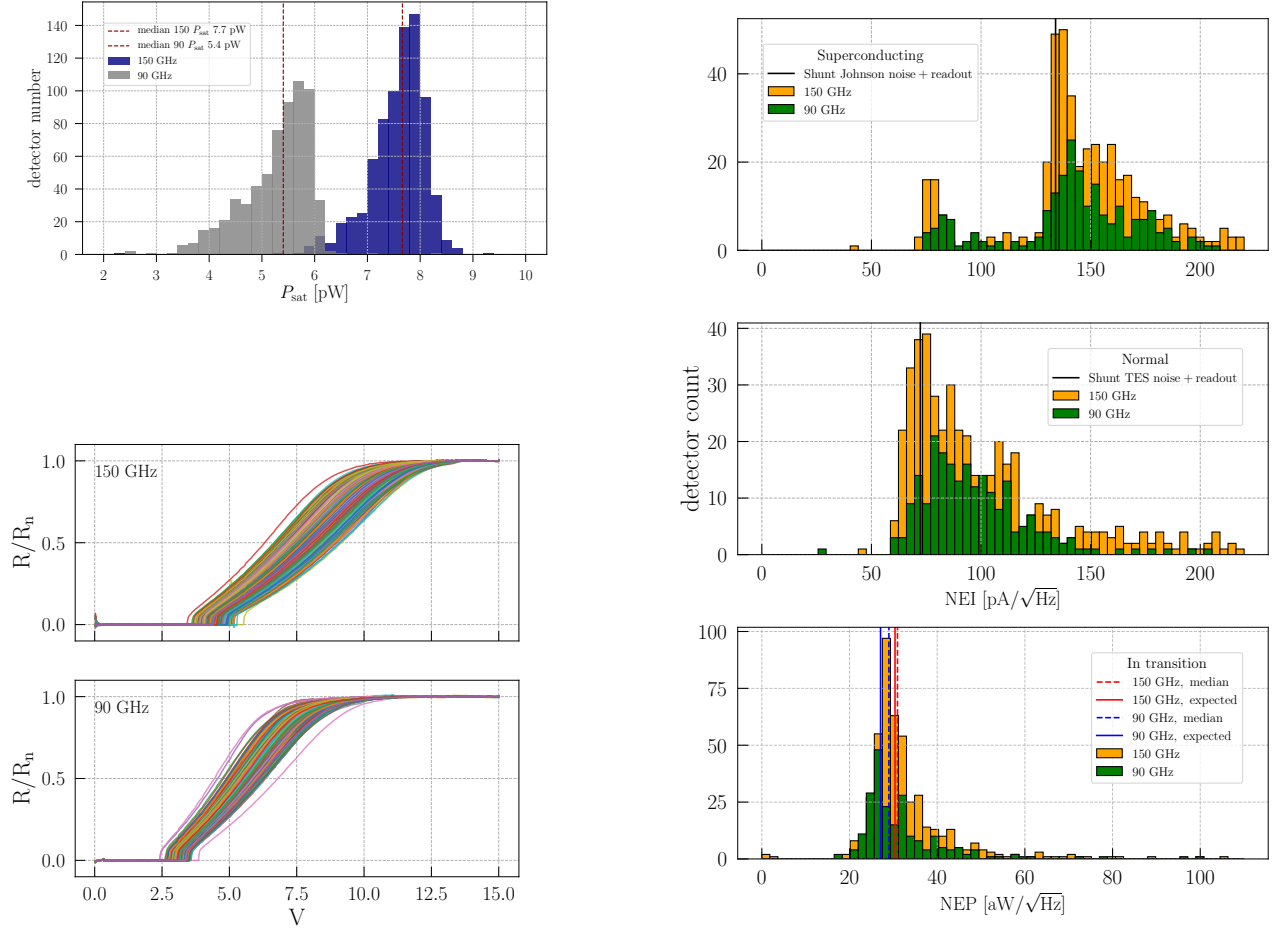 detector number
140
120
100
80
60
40
20
0
median 150 P_sat 7.7 pW
median 90 P_sat 5.4 pW
150 GHz
90 GHz
2 3 4 5 6 7 8 9 10
P_sat [pW]
R/R_n
1.0
0.5
0.0
150 GHz
R/R_n
1.0
0.5
0.0
90 GHz
0.0 2.5 5.0 7.5 10.0 12.5 15.0
V
40
20
0
Superconducting
Shunt Johnson noise + readout
150 GHz
90 GHz
0 50 100 150 200
detector count
40
30
20
10
0
Normal
Shunt TES noise + readout
150 GHz
90 GHz
0 50 100 150 200
NEI [pA/√Hz]
100
75
50
25
0
In transition
150 GHz, median
150 GHz, expected
90 GHz, median
90 GHz, expected
150 GHz
90 GHz
0 20 40 60 80 100
NEP [aW/√Hz]